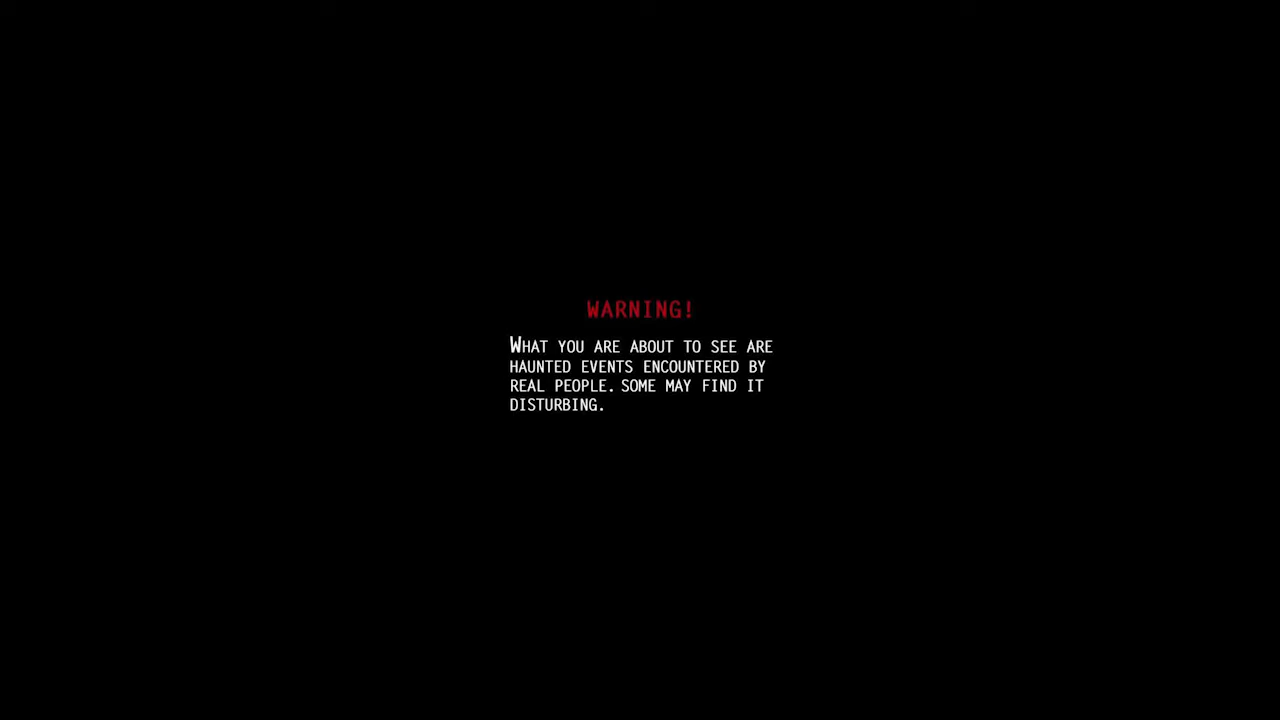 WARNING!
WHAT YOU ARE ABOUT TO SEE ARE
HAUNTED EVENTS ENCOUNTERED BY
REAL PEOPLE. SOME MAY FIND IT
DISTURBING.